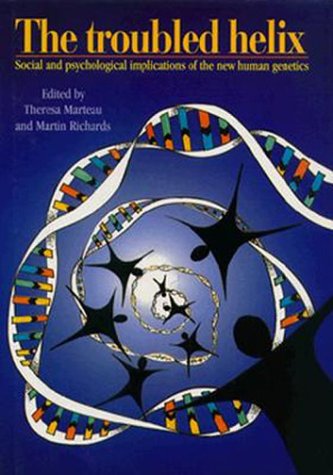 The troubled helix
Social and psychological implications of the new human genetics
Edited by
Theresa Marteau
and Martin Richards